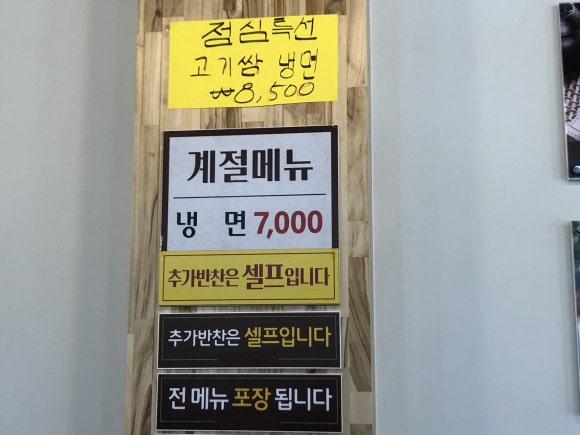 점심특선
고기쌈 냉면
₩8,500
계절메뉴
냉 면 7,000
추가반찬은 셀프입니다
추가반찬은 셀프입니다
전 메뉴 포장 됩니다